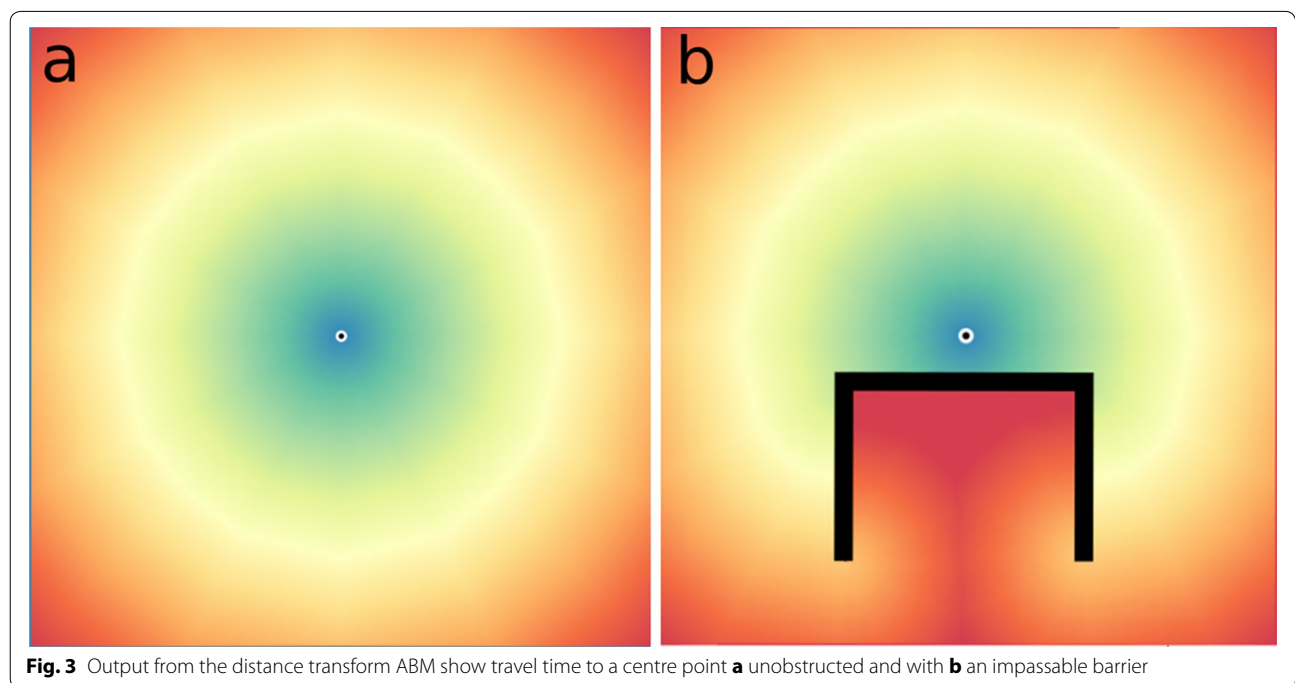 a
b
Fig. 3 Output from the distance transform ABM show travel time to a centre point a unobstructed and with b an impassable barrier